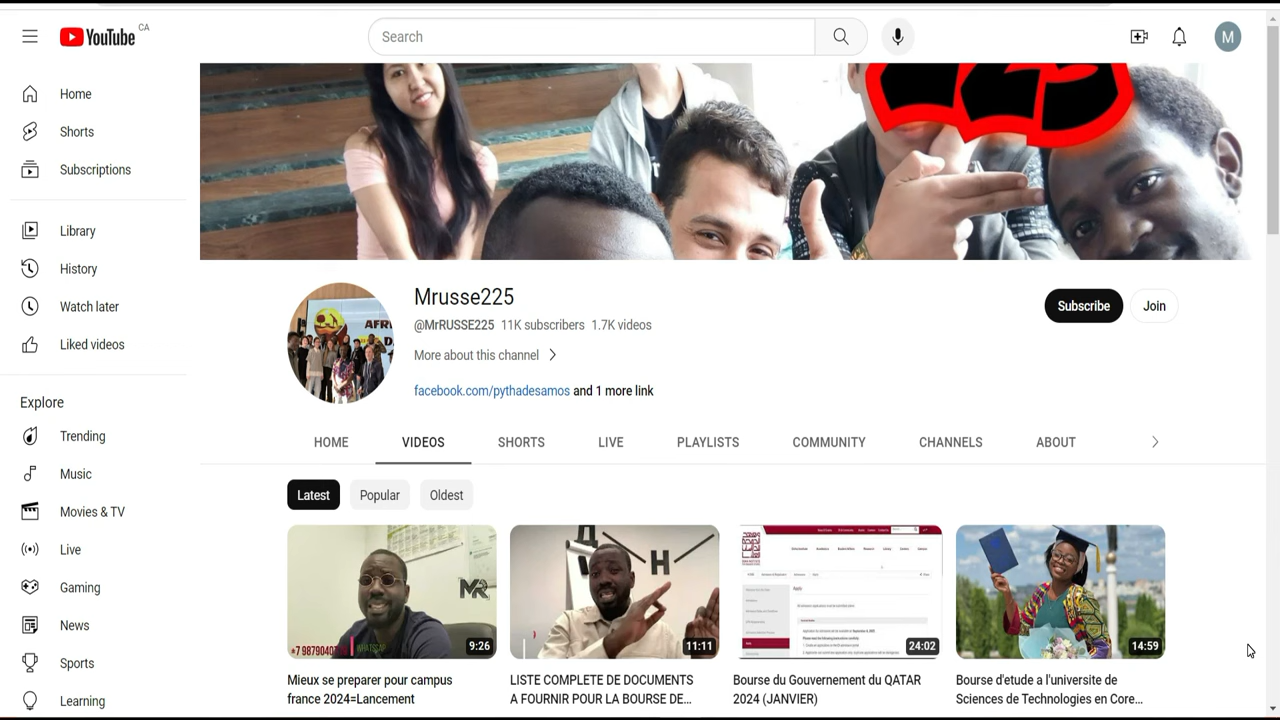 YouTube CA
Search
M
Home
Shorts
Subscriptions
Library
History
Watch later
Liked videos
Explore
Trending
Music
Movies & TV
Live
Gaming
News
Sports
Learning
Mrusse225
@MrRUSSE225 11K subscribers 1.7K videos
More about this channel
facebook.com/pythadesamos and 1 more link
Subscribe
Join
HOME VIDEOS SHORTS LIVE PLAYLISTS COMMUNITY CHANNELS ABOUT
Latest Popular Oldest
9:26
11:11
24:02
14:59
Mieux se preparer pour campus
france 2024=Lancement
LISTE COMPLETE DE DOCUMENTS
A FOURNIR POUR LA BOURSE DE...
Bourse du Gouvernement du QATAR
2024 (JANVIER)
Bourse d'etude a l'universite de
Sciences de Technologies en Core...